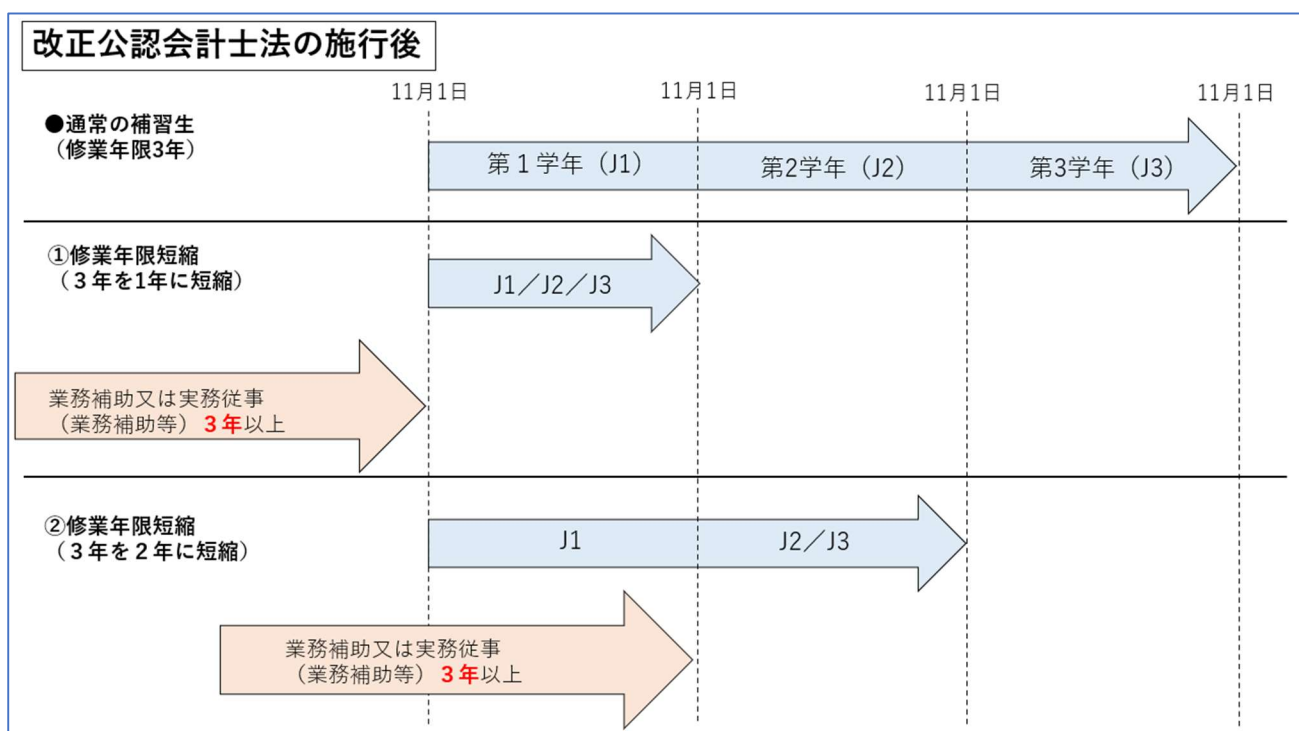 改正公認会計士法の施行後
11月1日
11月1日
11月1日
11月1日
●通常の補習生
(修業年限3年)
第１学年（J1）
第2学年（J2）
第3学年（J3）
①修業年限短縮
（３年を1年に短縮）
J1／J2／J3
業務補助又は実務従事
（業務補助等）３年以上
②修業年限短縮
（３年を２年に短縮）
J1
J2／J3
業務補助又は実務従事
（業務補助等）３年以上